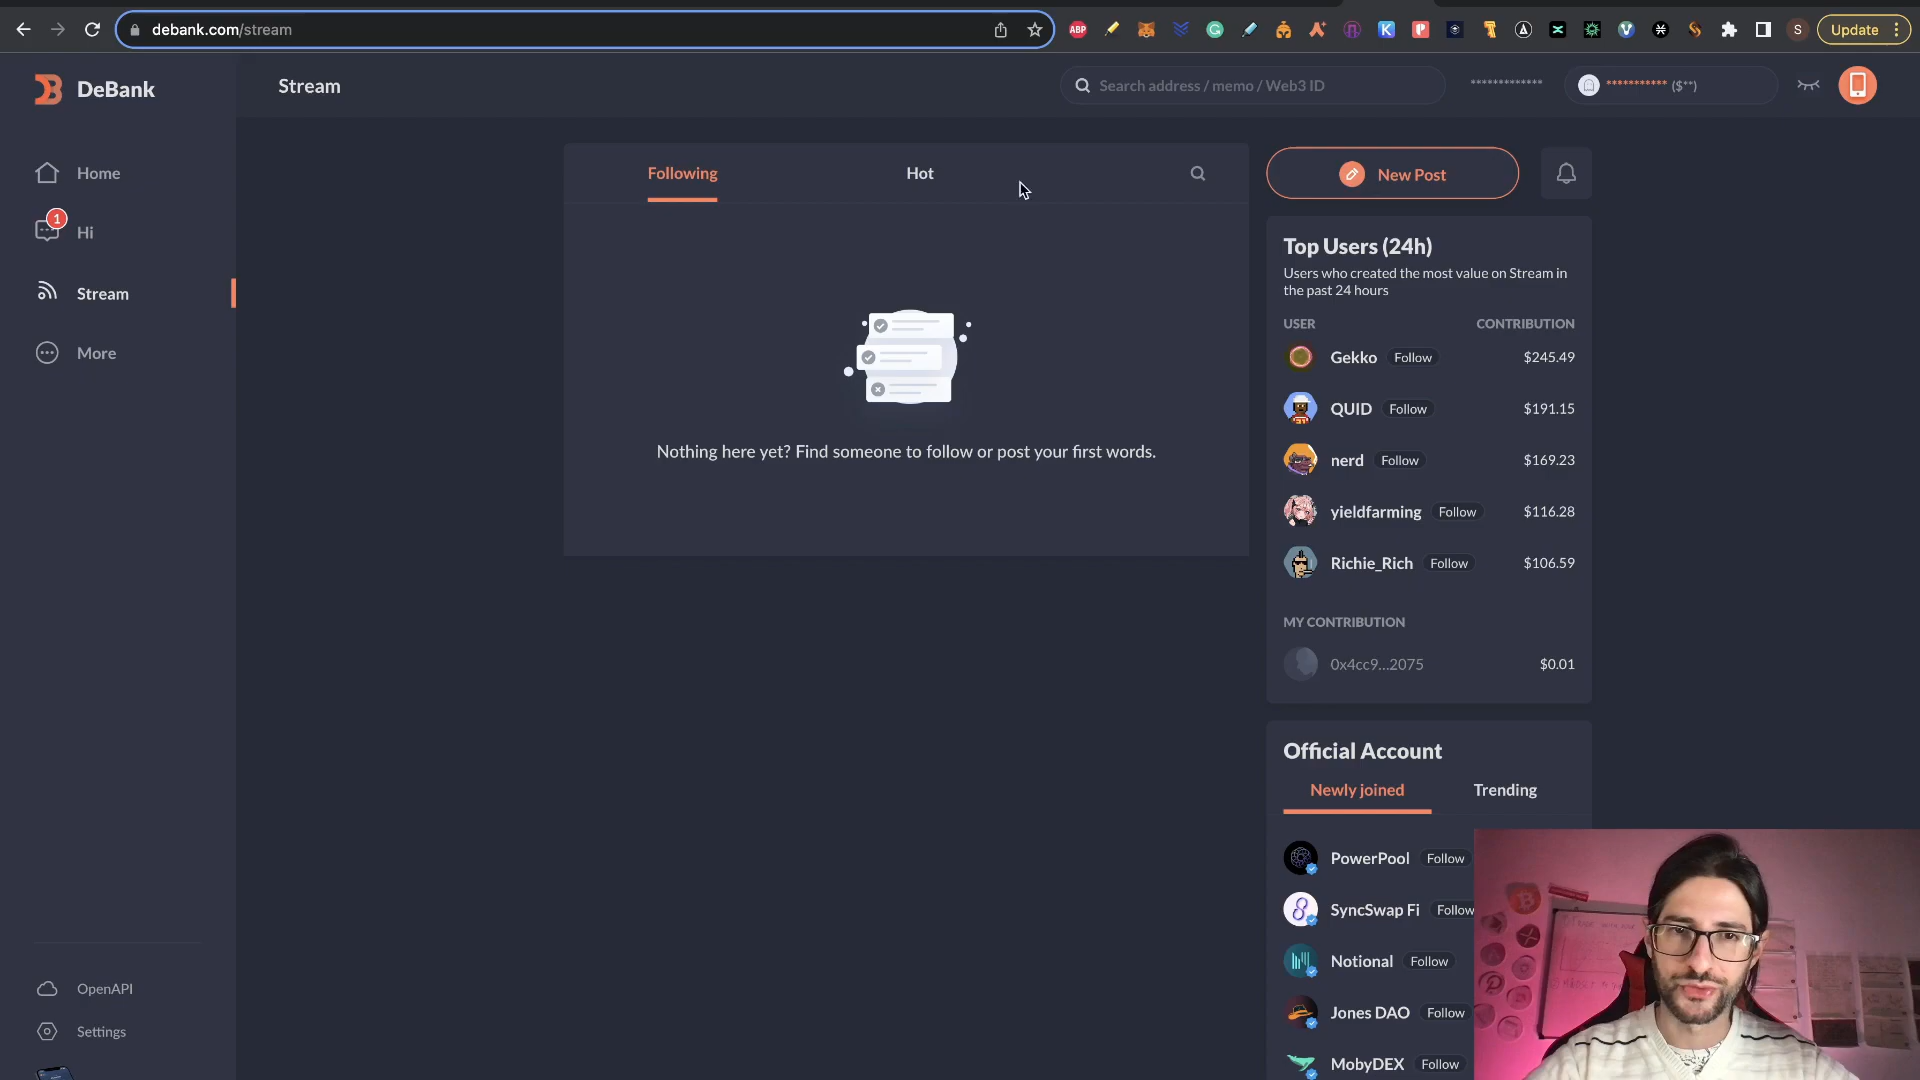 debank.com/stream
ABP
K
S
Update
DeBank
Stream
Search address / memo / Web3 ID
*************
*********** ($**)
Home
1
Hi
Stream
More
OpenAPI
Settings
Following
Hot
Nothing here yet? Find someone to follow or post your first words.
New Post
Top Users (24h)
Users who created the most value on Stream in
the past 24 hours
USER CONTRIBUTION
Gekko Follow $245.49
QUID Follow $191.15
nerd Follow $169.23
yieldfarming Follow $116.28
Richie_Rich Follow $106.59
MY CONTRIBUTION
0x4cc9...2075 $0.01
Official Account
Newly joined Trending
PowerPool Follow
SyncSwap Fi Follow
Notional Follow
Jones DAO Follow
MobyDEX Follow